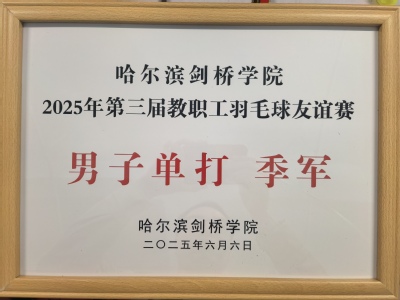 哈尔滨剑桥学院
2025年第三届教职工羽毛球友谊赛
男子单打 季军
哈尔滨剑桥学院
二〇二五年六月六日